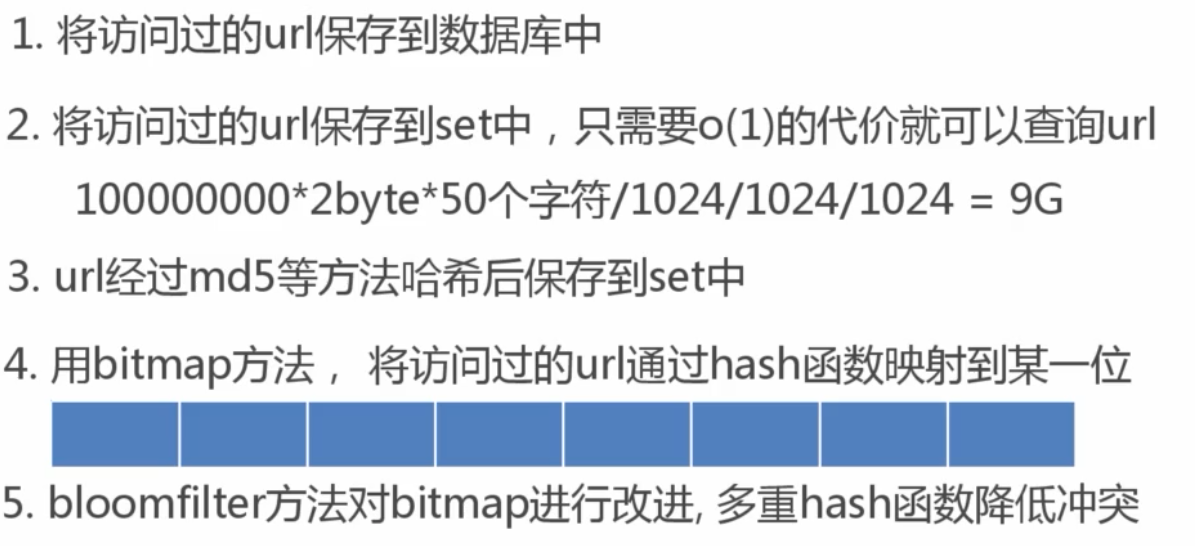 1. 将访问过的url保存到数据库中
2. 将访问过的url保存到set中，只需要o(1)的代价就可以查询url
100000000*2byte*50个字符/1024/1024/1024 = 9G
3. url经过md5等方法哈希后保存到set中
4. 用bitmap方法， 将访问过的url通过hash函数映射到某一位
5. bloomfilter方法对bitmap进行改进, 多重hash函数降低冲突